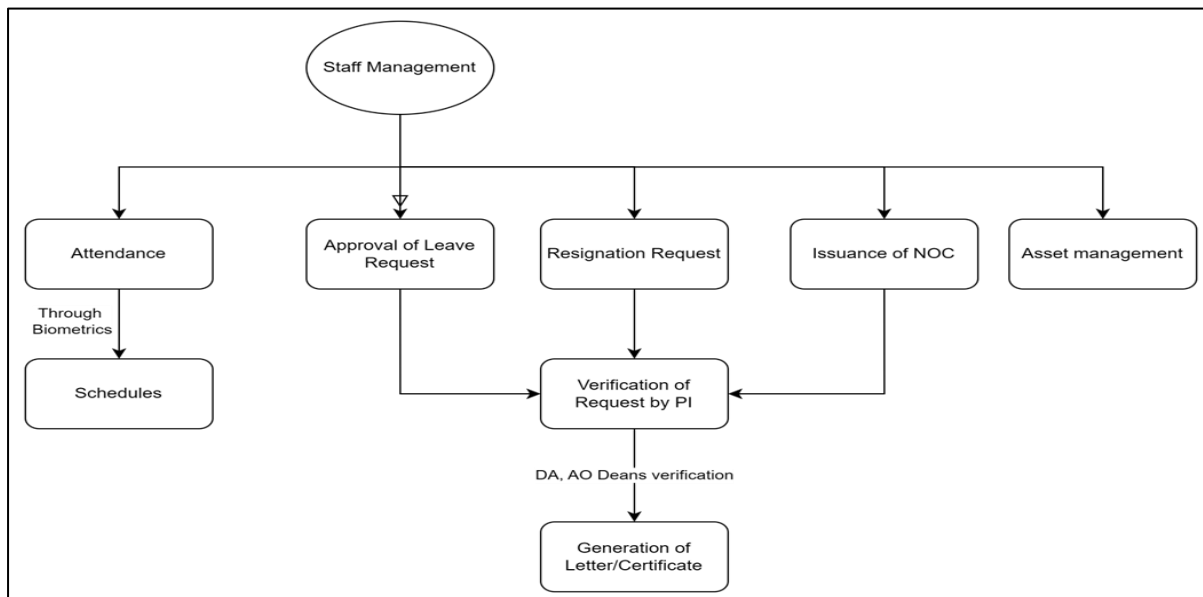 Staff Management
Attendance
Approval of Leave
Request
Resignation Request
Issuance of NOC
Asset management
Through
Biometrics
Schedules
Verification of
Request by PI
DA, AO Deans verification
Generation of
Letter/Certificate